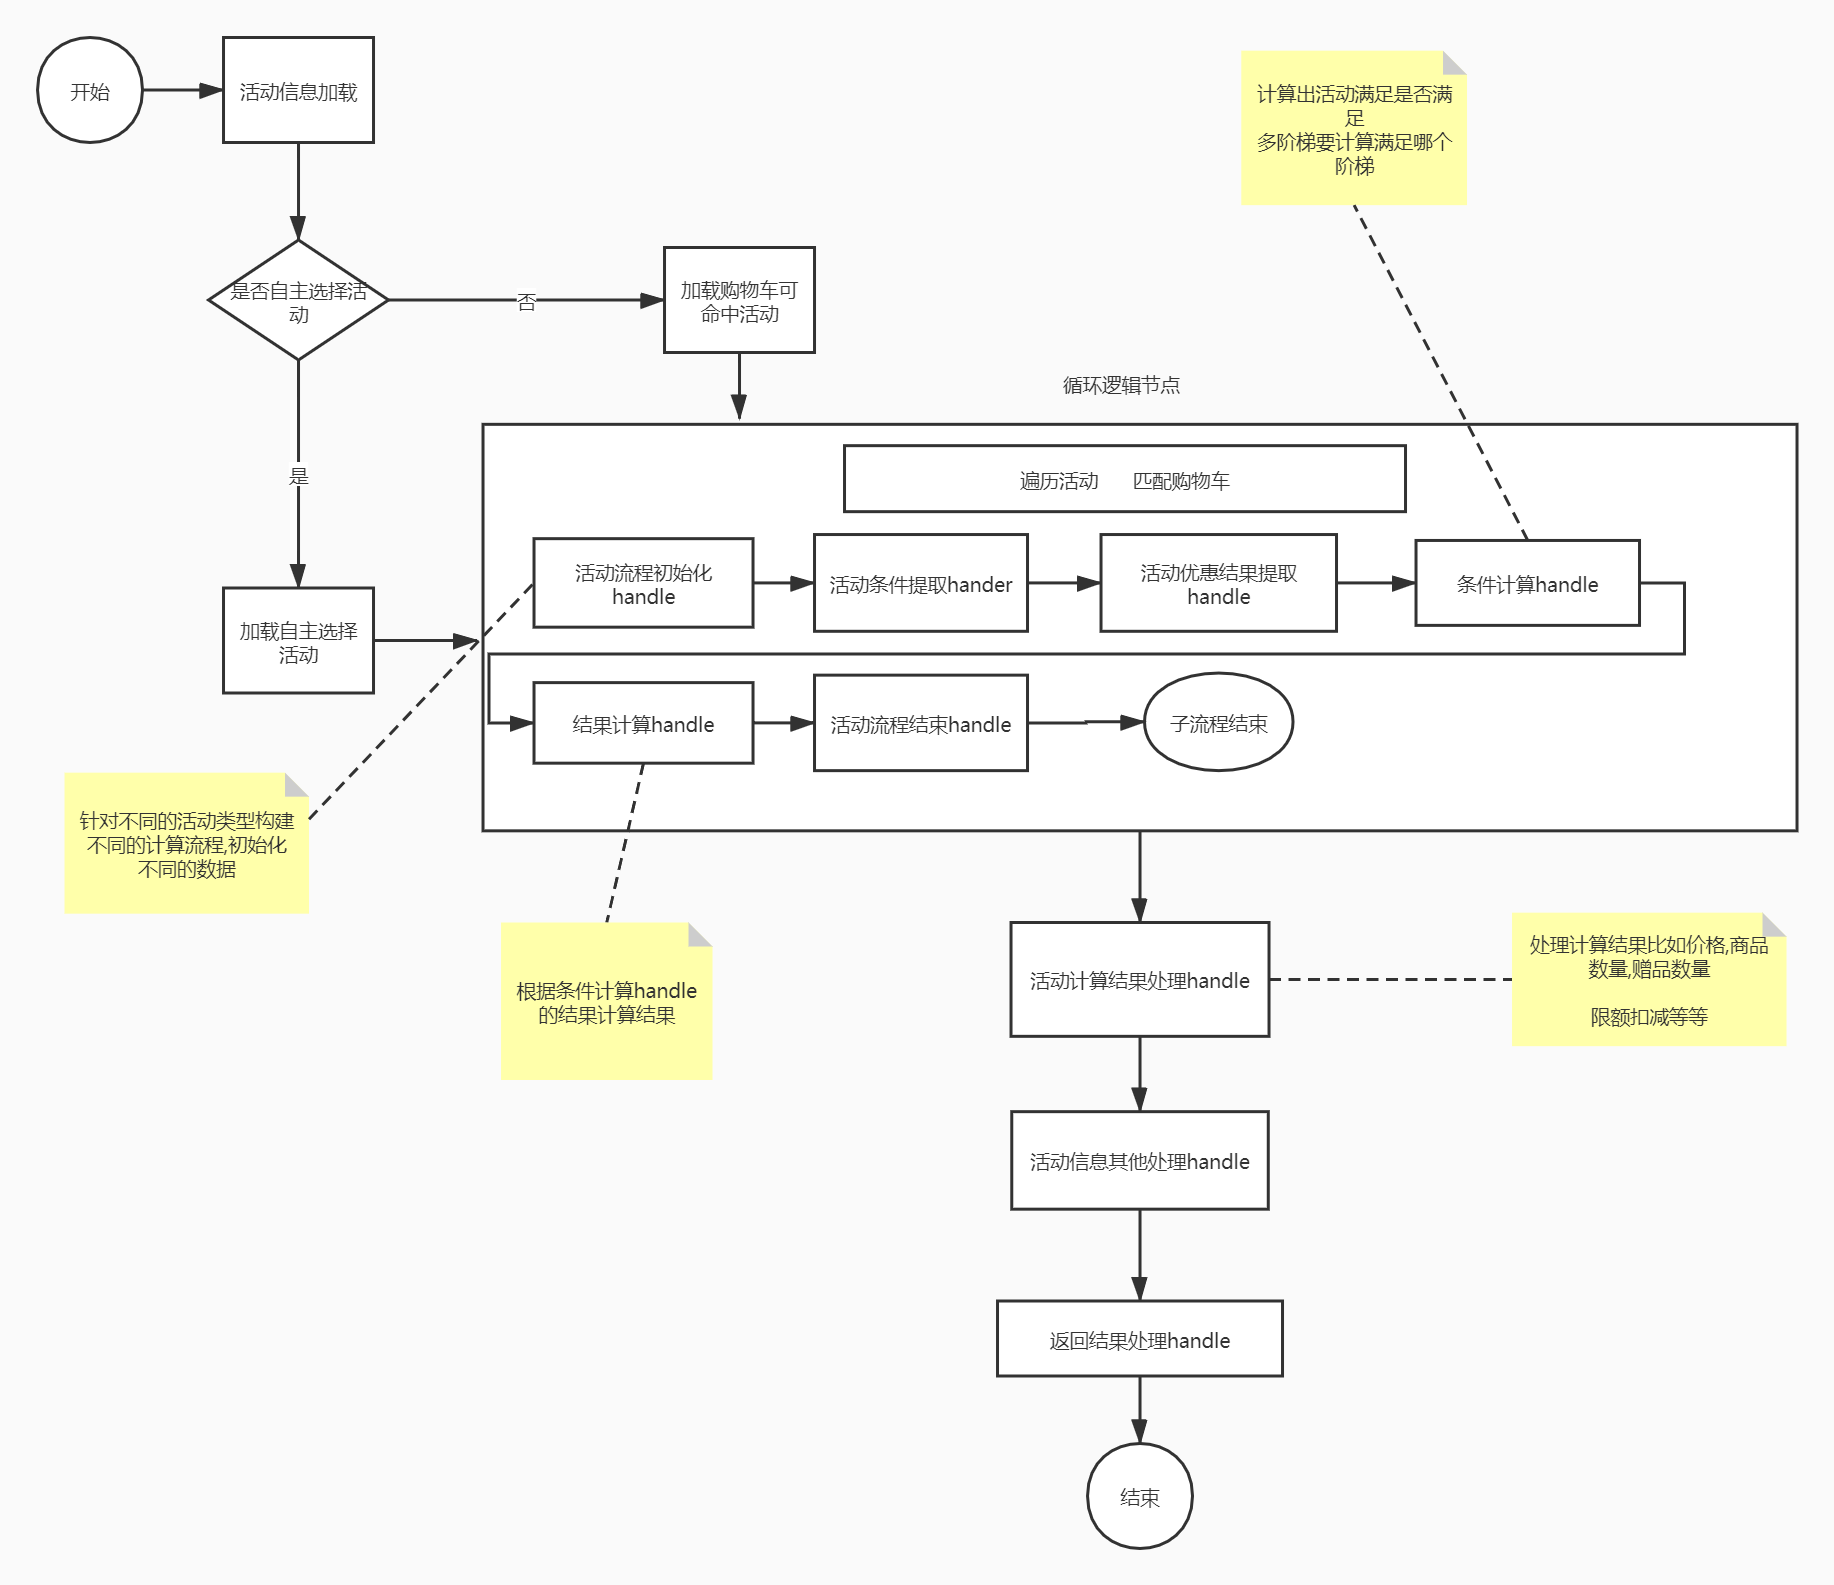 开始
活动信息加载
计算出活动满足是否满
足
多阶梯要计算满足哪个
阶梯
是否自主选择活
动
否
加载购物车可
命中活动
循环逻辑节点
是
遍历活动 匹配购物车
活动流程初始化
handle
活动条件提取hander
活动优惠结果提取
handle
条件计算handle
加载自主选择
活动
结果计算handle
活动流程结束handle
子流程结束
针对不同的活动类型构建
不同的计算流程,初始化
不同的数据
根据条件计算handle
的结果计算结果
活动计算结果处理handle
处理计算结果比如价格,商品
数量,赠品数量
限额扣减等等
活动信息其他处理handle
返回结果处理handle
结束